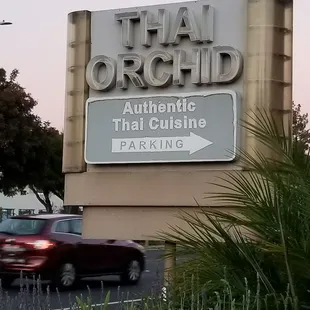 THAI
ORCHID
Authentic
Thai Cuisine
PARKING